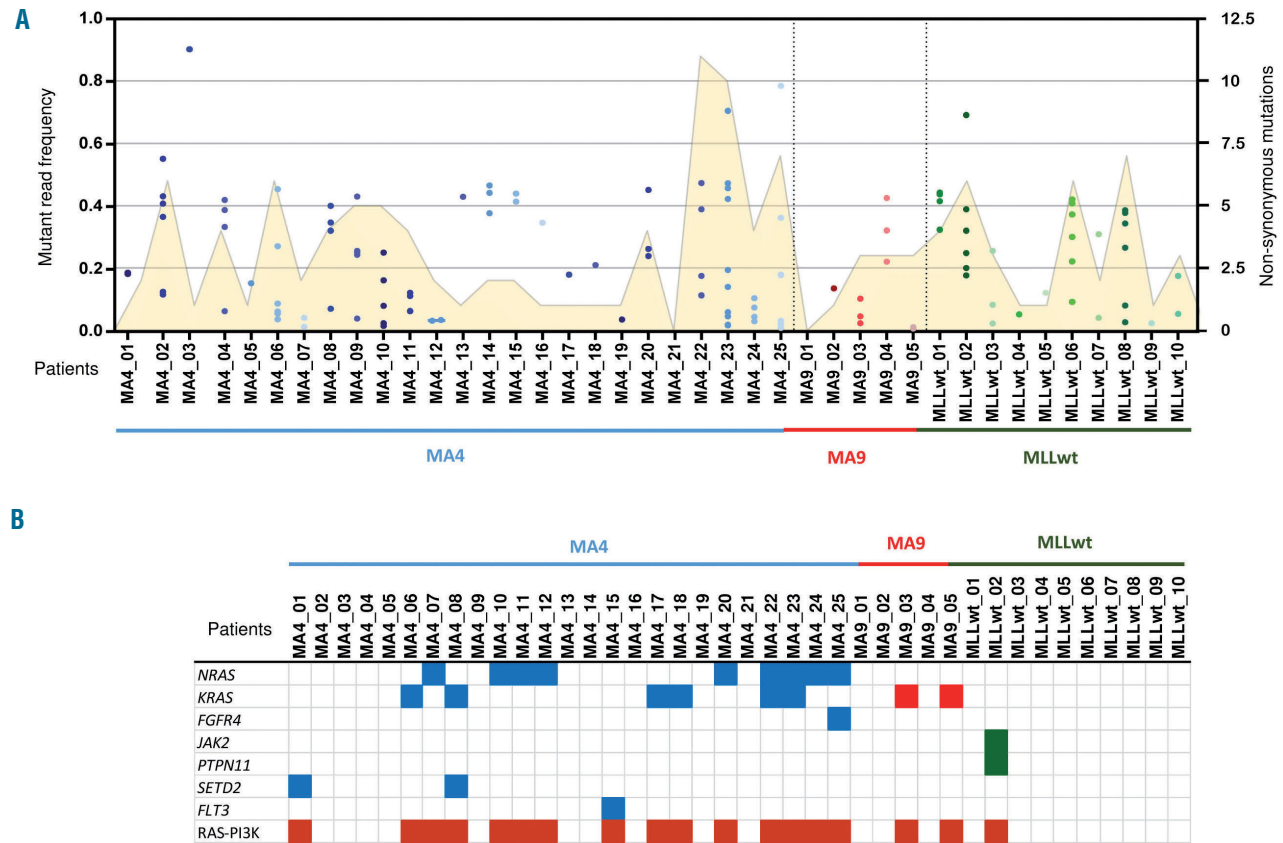 A
1.0
0.8
0.6
0.4
0.2
0.0
Mutant read frequency
12.5
10
7.5
5
2.5
0
Non-synonymous mutations
Patients
MA4_01
MA4_02
MA4_03
MA4_04
MA4_05
MA4_06
MA4_07
MA4_08
MA4_09
MA4_10
MA4_11
MA4_12
MA4_13
MA4_14
MA4_15
MA4_16
MA4_17
MA4_18
MA4_19
MA4_20
MA4_21
MA4_22
MA4_23
MA4_24
MA4_25
MA9_01
MA9_02
MA9_03
MA9_04
MA9_05
MLLwt_01
MLLwt_02
MLLwt_03
MLLwt_04
MLLwt_05
MLLwt_06
MLLwt_07
MLLwt_08
MLLwt_09
MLLwt_10
MA4
MA9
MLLwt
B
MA4
MA9
MLLwt
Patients
MA4_01
MA4_02
MA4_03
MA4_04
MA4_05
MA4_06
MA4_07
MA4_08
MA4_09
MA4_10
MA4_11
MA4_12
MA4_13
MA4_14
MA4_15
MA4_16
MA4_17
MA4_18
MA4_19
MA4_20
MA4_22
MA4_23
MA4_24
MA4_25
MA9_01
MA9_02
MA9_03
MA9_04
MA9_05
MLLwt_01
MLLwt_02
MLLwt_03
MLLwt_04
MLLwt_05
MLLwt_06
MLLwt_07
MLLwt_08
MLLwt_09
MLLwt_10
NRAS
KRAS
FGFR4
JAK2
PTPN11
SETD2
FLT3
RAS-PI3K